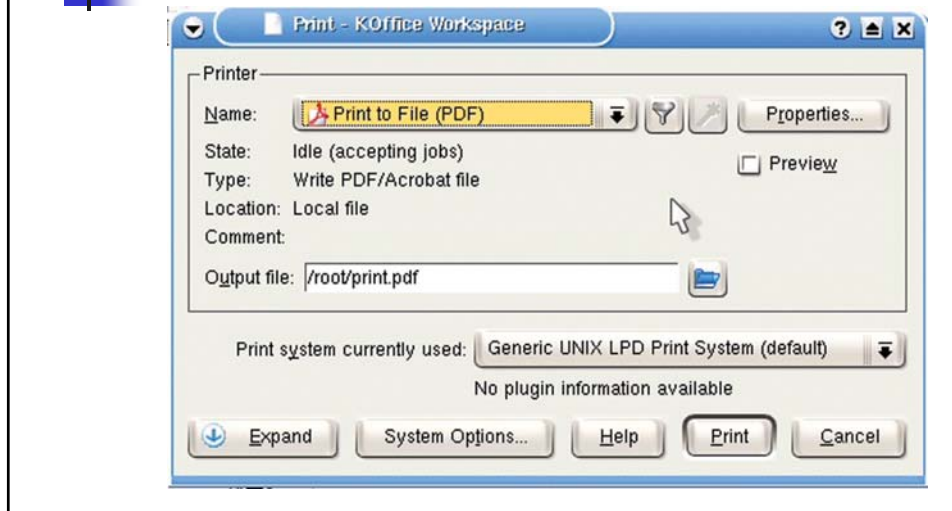 Print - KOffice Workspace
Printer
Name: Print to File (PDF) Properties...
State: Idle (accepting jobs)
Preview
Type: Write PDF/Acrobat file
Location: Local file
Comment:
Output file: /root/print.pdf
Print system currently used: Generic UNIX LPD Print System (default)
No plugin information available
Expand System Options... Help Print Cancel